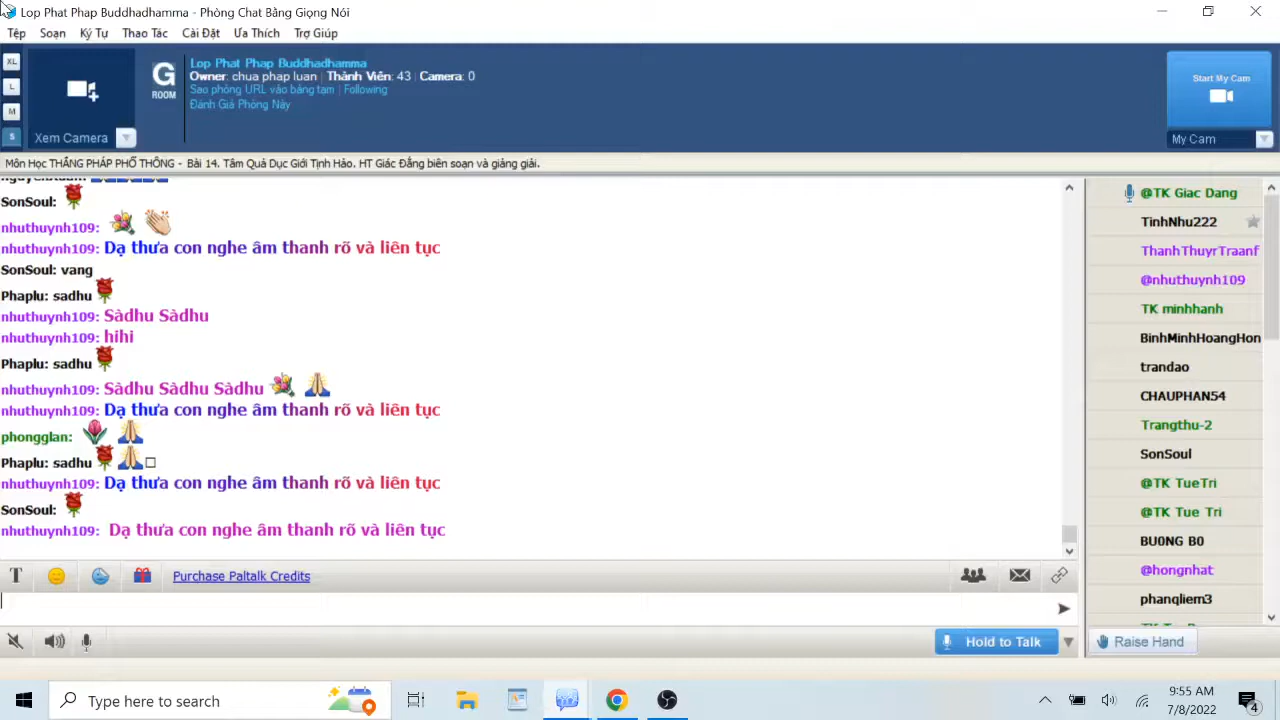 Lop Phat Phap Buddhadhamma - Phòng Chat Bằng Giọng Nói
Tệp Soạn Ký Tự Thao Tác Cài Đặt Ưa Thích Trợ Giúp
XL
L
M
S
Xem Camera
G
ROOM
Lop Phat Phap Buddhadhamma
Owner: chua phap luan | Thành Viên: 43 | Camera: 0
Sao phòng URL vào bảng tạm | Following
Đánh Giá Phòng Này
Start My Cam
My Cam
Môn Học THẮNG PHÁP PHỔ THÔNG - Bài 14. Tâm Quả Dục Giới Tịnh Hảo. HT Giác Đẳng biên soạn và giảng giải.
SonSoul:
nhuthuynh109:
nhuthuynh109: Dạ thưa con nghe âm thanh rõ và liên tục
SonSoul: vang
Phaplu: sadhu
nhuthuynh109: Sàdhu Sàdhu
nhuthuynh109: hihi
Phaplu: sadhu
nhuthuynh109: Sàdhu Sàdhu Sàdhu
nhuthuynh109: Dạ thưa con nghe âm thanh rõ và liên tục
phongglan:
Phaplu: sadhu
nhuthuynh109: Dạ thưa con nghe âm thanh rõ và liên tục
SonSoul:
nhuthuynh109: Dạ thưa con nghe âm thanh rõ và liên tục
@TK Giac Dang
TinhNhu222
ThanhThuyrTraanf
@nhuthuynh109
TK minhhanh
BinhMinhHoangHon
trandao
CHAUPHAN54
Trangthu-2
SonSoul
@TK TueTri
@TK Tue Tri
BU0NG B0
@hongnhat
phanqliem3
T Purchase Paltalk Credits
Hold to Talk
Raise Hand
Type here to search
9:55 AM
7/8/2022
4